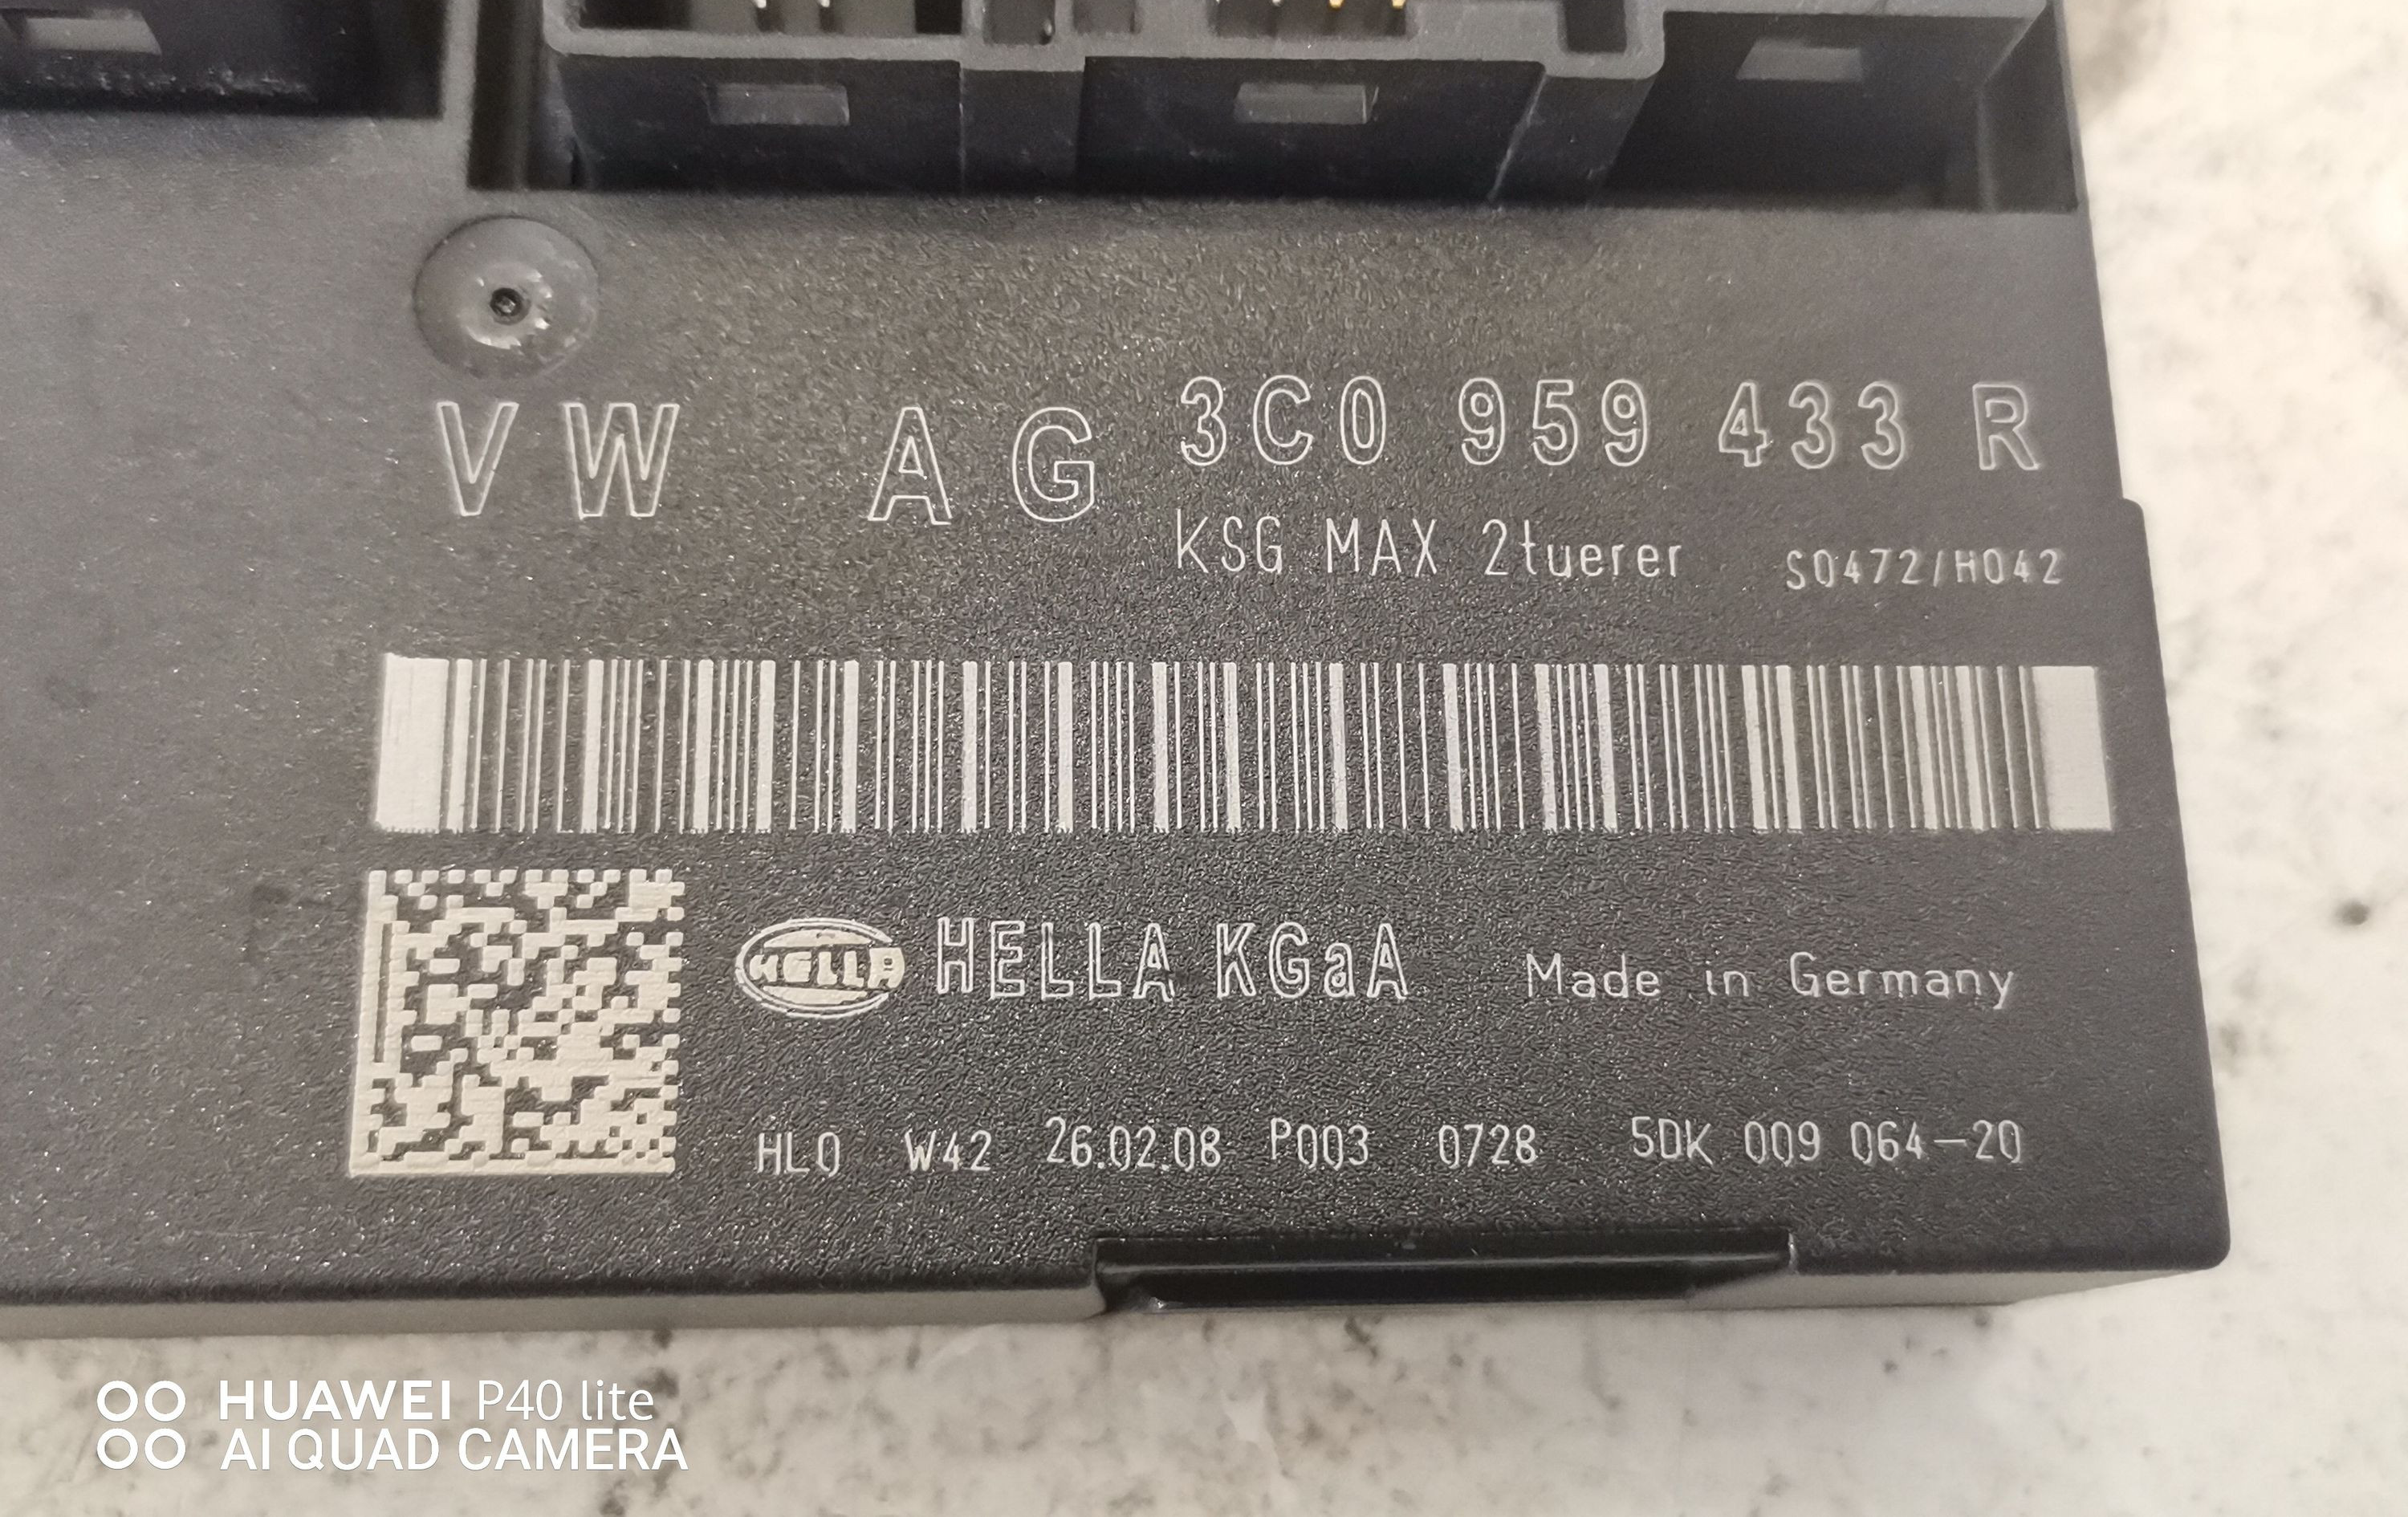 VW AG 3C0 959 433 R
KSG MAX 2tuerer S0472/H042
HELLA HELLA KGaA Made in Germany
HLO W42 26.02.08 P003 0728 5DK 009 064-20
HUAWEI P40 lite
AI QUAD CAMERA